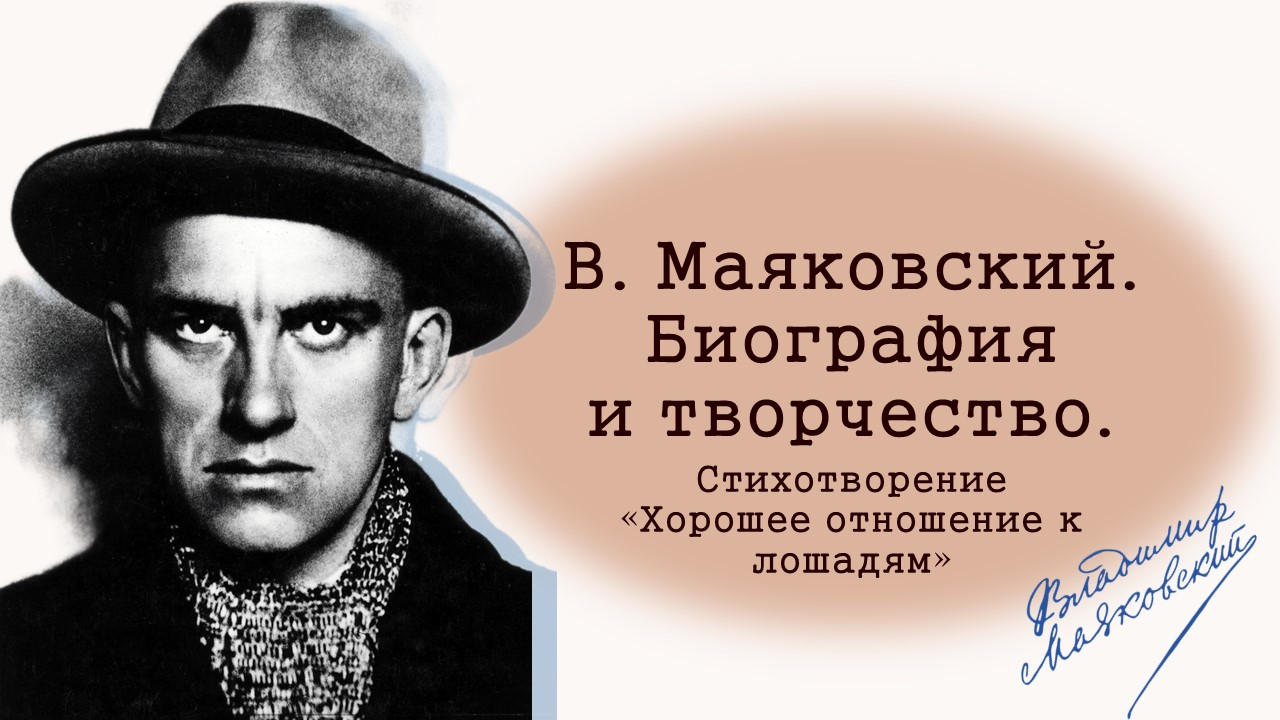 В. Маяковский.
Биография
и творчество.
Стихотворение
«Хорошее отношение к
лошадям»
Владимир
Маяковский